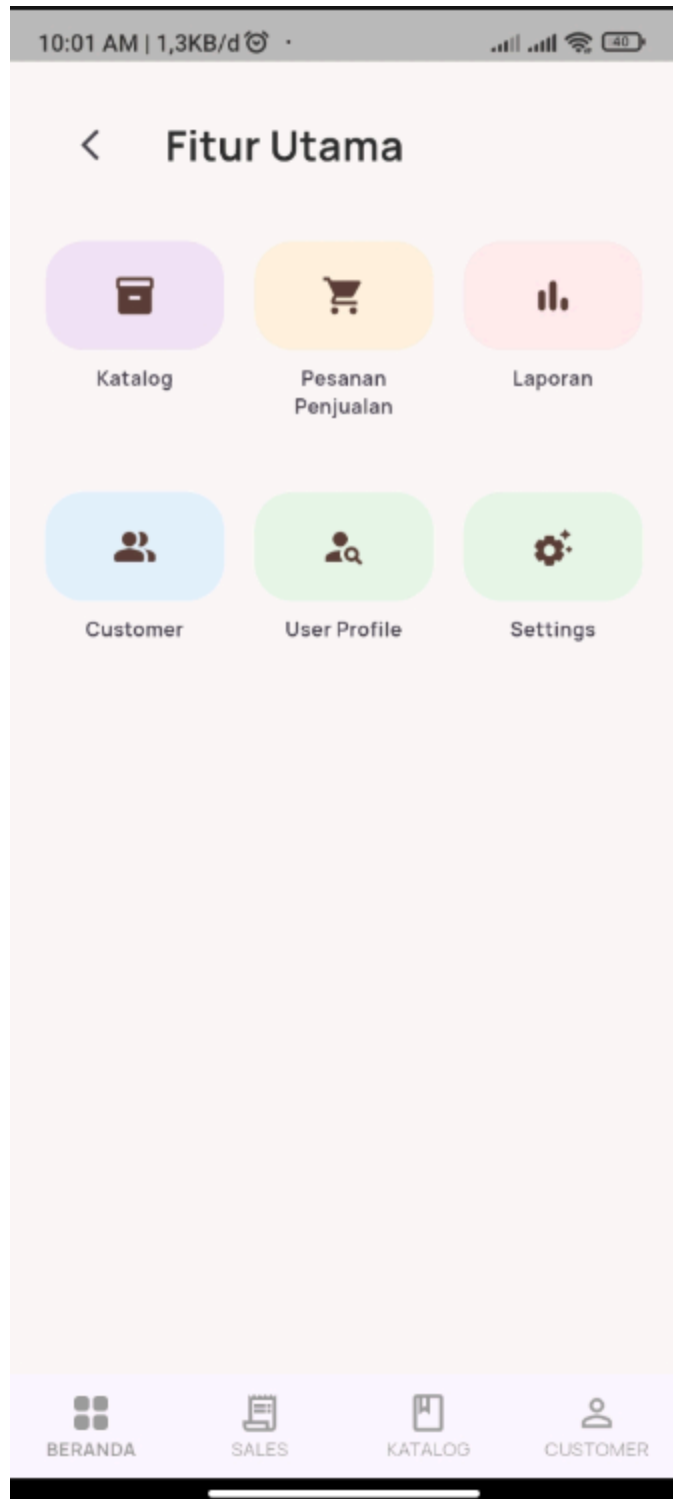 10:01 AM | 1,3KB/d
40
Fitur Utama
Katalog
Pesanan
Penjualan
Laporan
Customer
User Profile
Settings
BERANDA
SALES
KATALOG
CUSTOMER